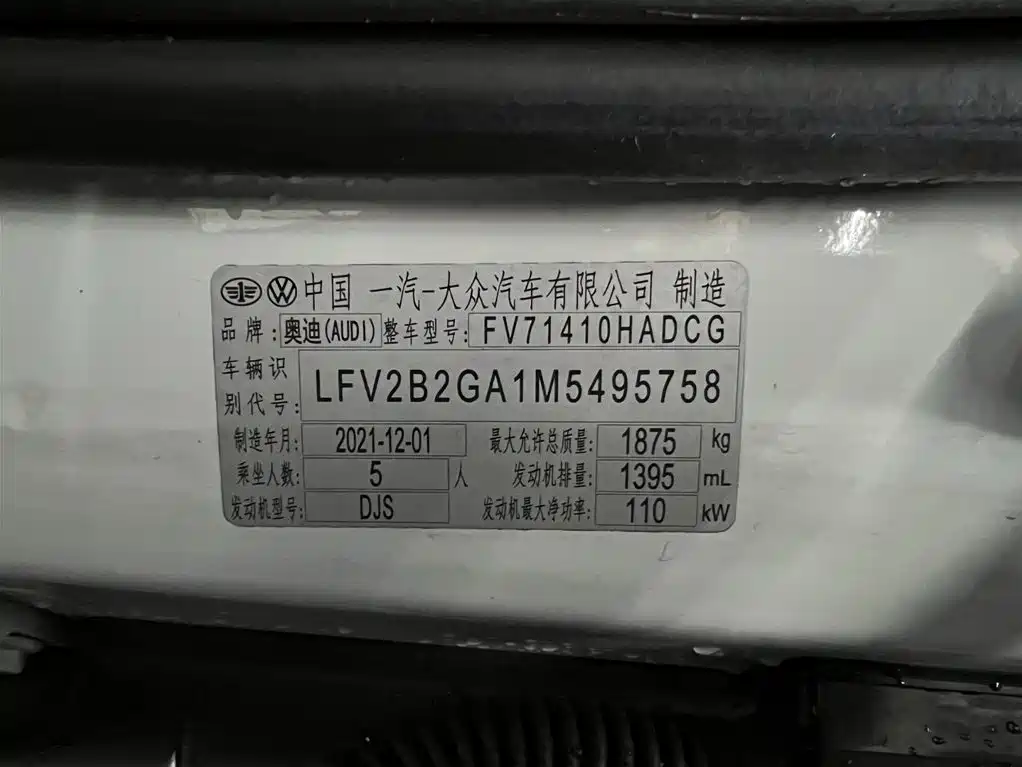 中国 一汽-大众汽车有限公司 制造
品牌: 奥迪(AUDI) 整车型号: FV71410HADCG
车辆识别代号: LFV2B2GA1M5495758
制造年月: 2021-12-01 最大允许总质量: 1875 kg
乘坐人数: 5 人 发动机排量: 1395 mL
发动机型号: DJS 发动机最大净功率: 110 kW